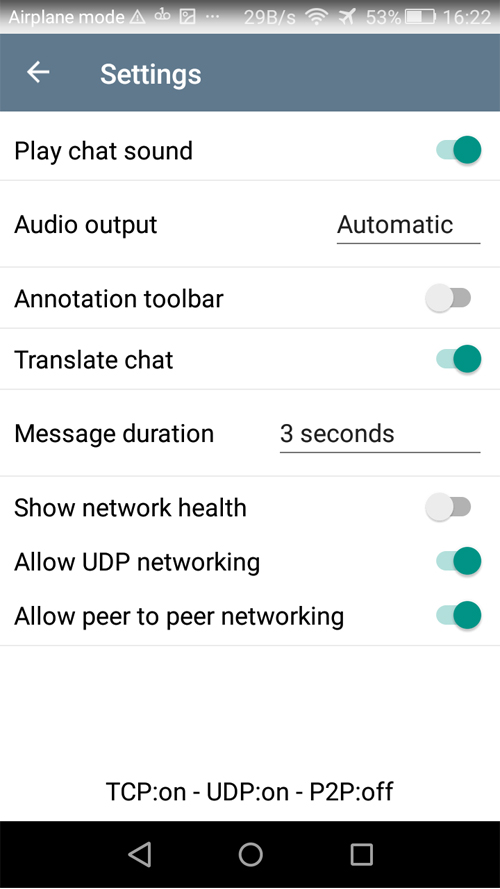 Airplane mode ... 29B/s 53% 16:22
Settings
Play chat sound
Audio output Automatic
Annotation toolbar
Translate chat
Message duration 3 seconds
Show network health
Allow UDP networking
Allow peer to peer networking
TCP:on - UDP:on - P2P:off